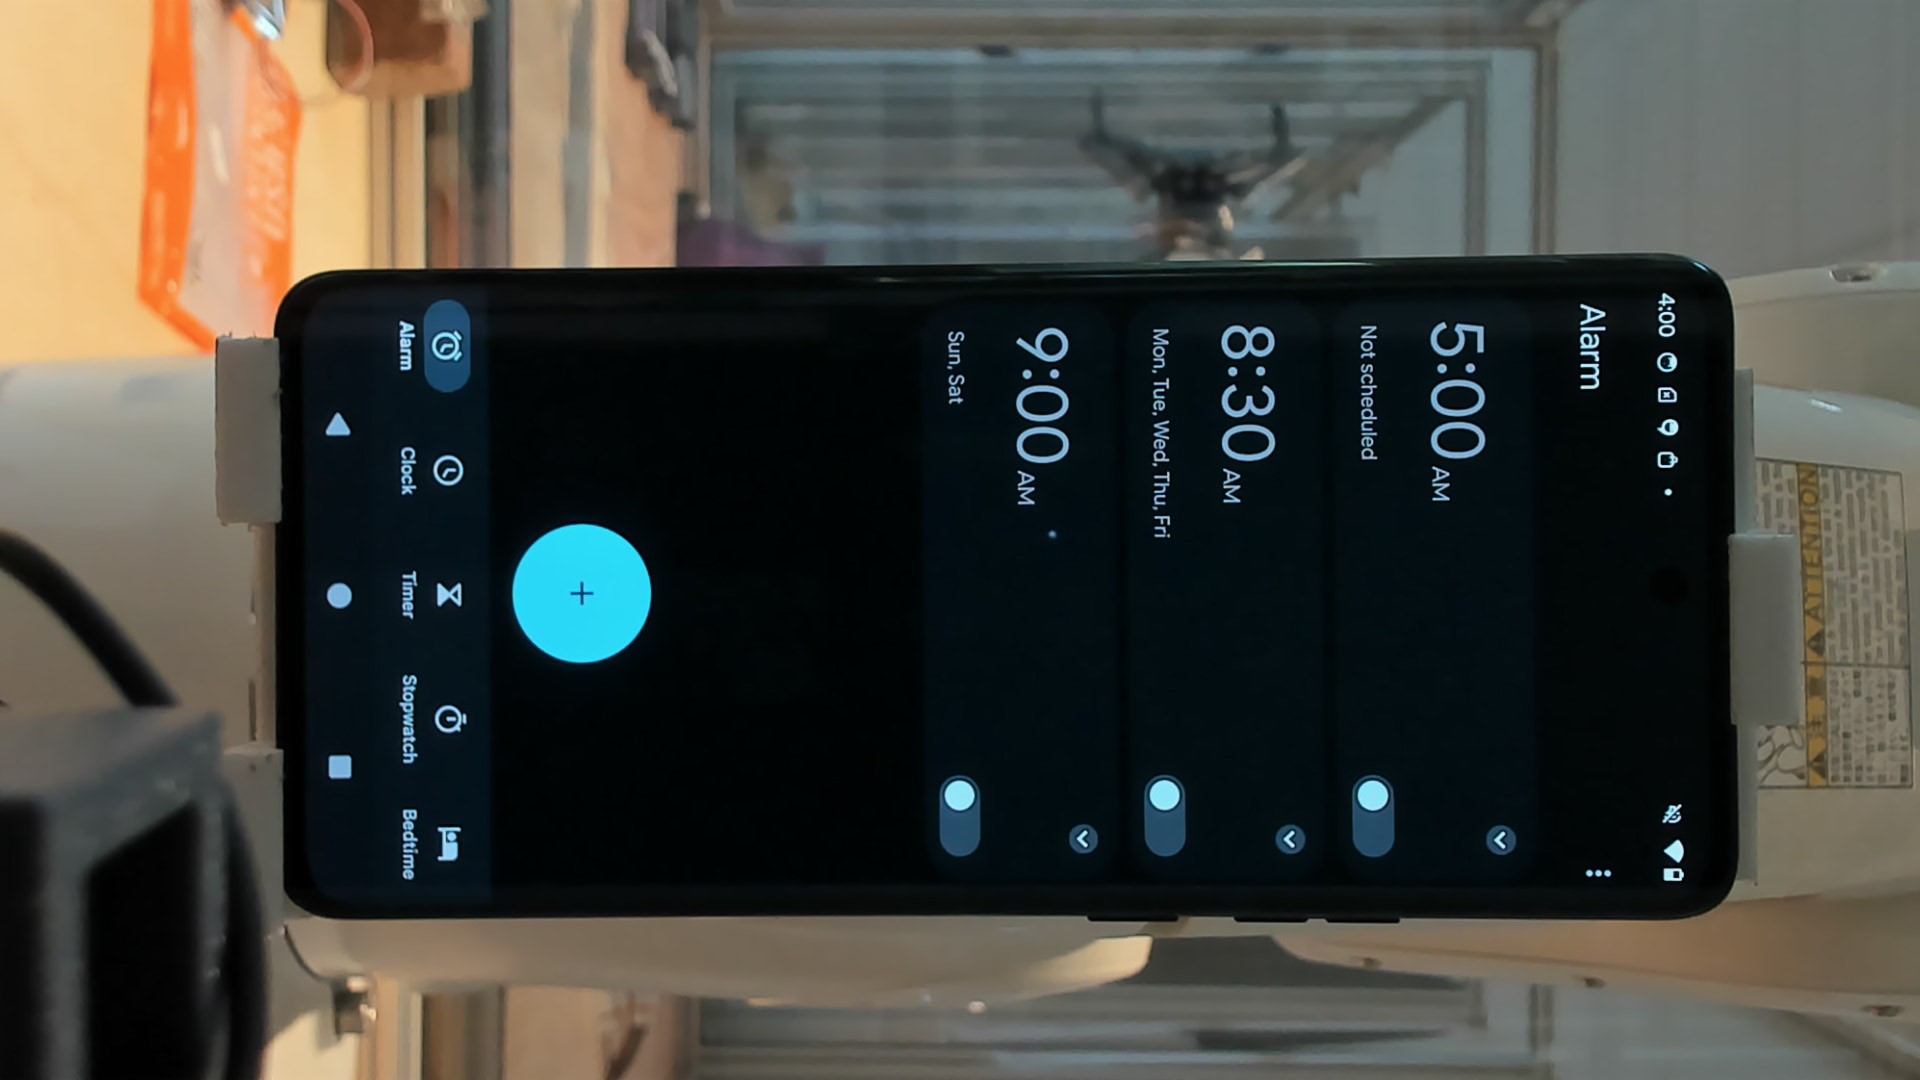 4:00
Alarm
5:00 AM
Not scheduled
8:30 AM
Mon, Tue, Wed, Thu, Fri
9:00 AM
Sun, Sat
+
Alarm Clock Timer Stopwatch Bedtime